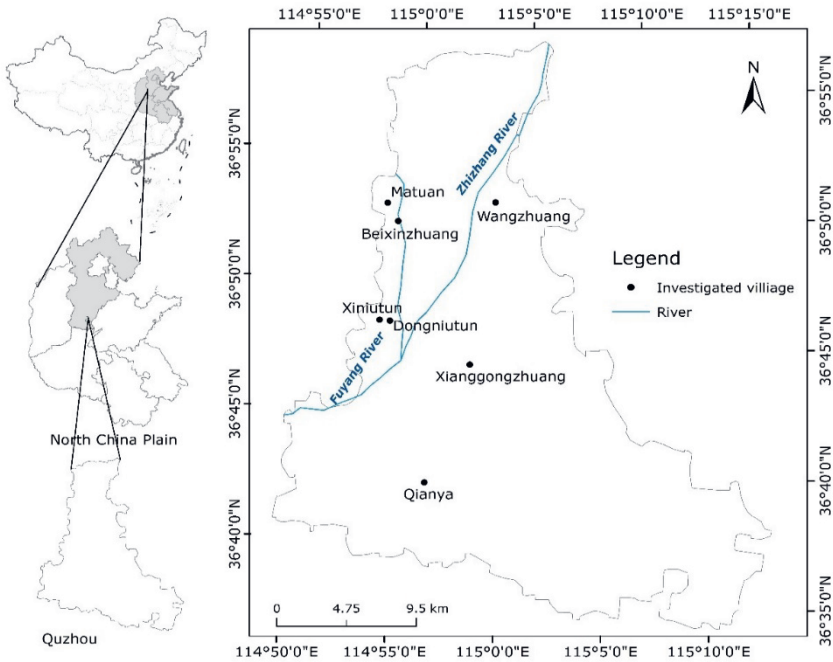 114°55'0"E 115°0'0"E 115°5'0"E 115°10'0"E 115°15'0"E
N
36°55'0"N
36°55'0"N
Zhizhang River
Matuan
Wangzhuang
36°50'0"N
Beixinzhuang
Legend
36°50'0"N
Investigated villiage
Xiniutun
River
Dongniutun
36°45'0"N
Fuyang River
Xianggongzhuang
36°45'0"N
North China Plain
36°40'0"N
Qianya
36°40'0"N
0 4.75 9.5 km
36°35'0"N
Quzhou
114°50'0"E 114°55'0"E 115°0'0"E 115°5'0"E 115°10'0"E